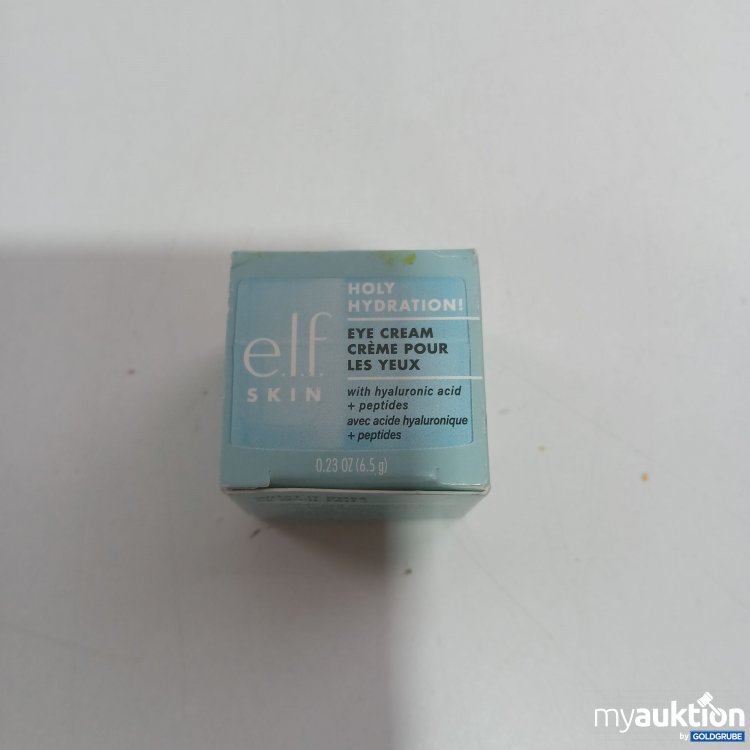 HOLY
HYDRATION!
e.l.f.
SKIN
EYE CREAM
CRÈME POUR
LES YEUX
with hyaluronic acid
+ peptides
avec acide hyaluronique
+ peptides
0.23 OZ (6.5 g)
myauktion
by GOLDGRUBE